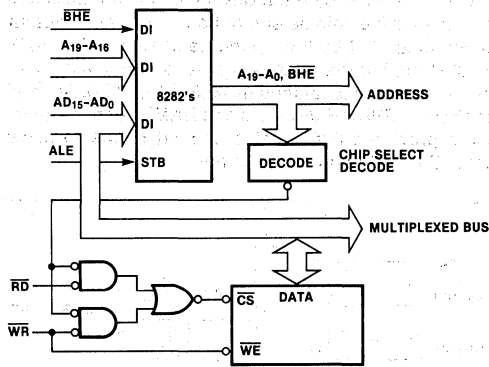 BHE
DI
A19-A16
DI
AD15-AD0
DI
8282's
A19-A0, BHE
ADDRESS
ALE
STB
DECODE
CHIP SELECT
DECODE
MULTIPLEXED BUS
RD
WR
CS
DATA
WE